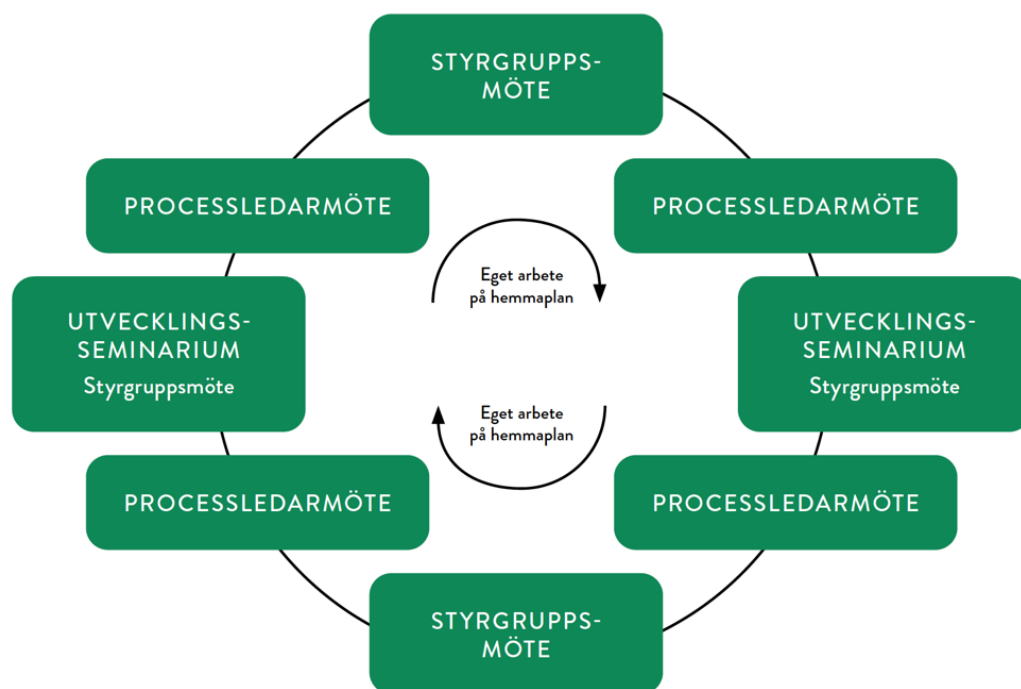 STYRGRUPPS-
MÖTE
PROCESSLEDARMÖTE
PROCESSLEDARMÖTE
Eget arbete
på hemmaplan
UTVECKLINGS-
SEMINARIUM
Styrgruppsmöte
UTVECKLINGS-
SEMINARIUM
Styrgruppsmöte
Eget arbete
på hemmaplan
PROCESSLEDARMÖTE
PROCESSLEDARMÖTE
STYRGRUPPS-
MÖTE